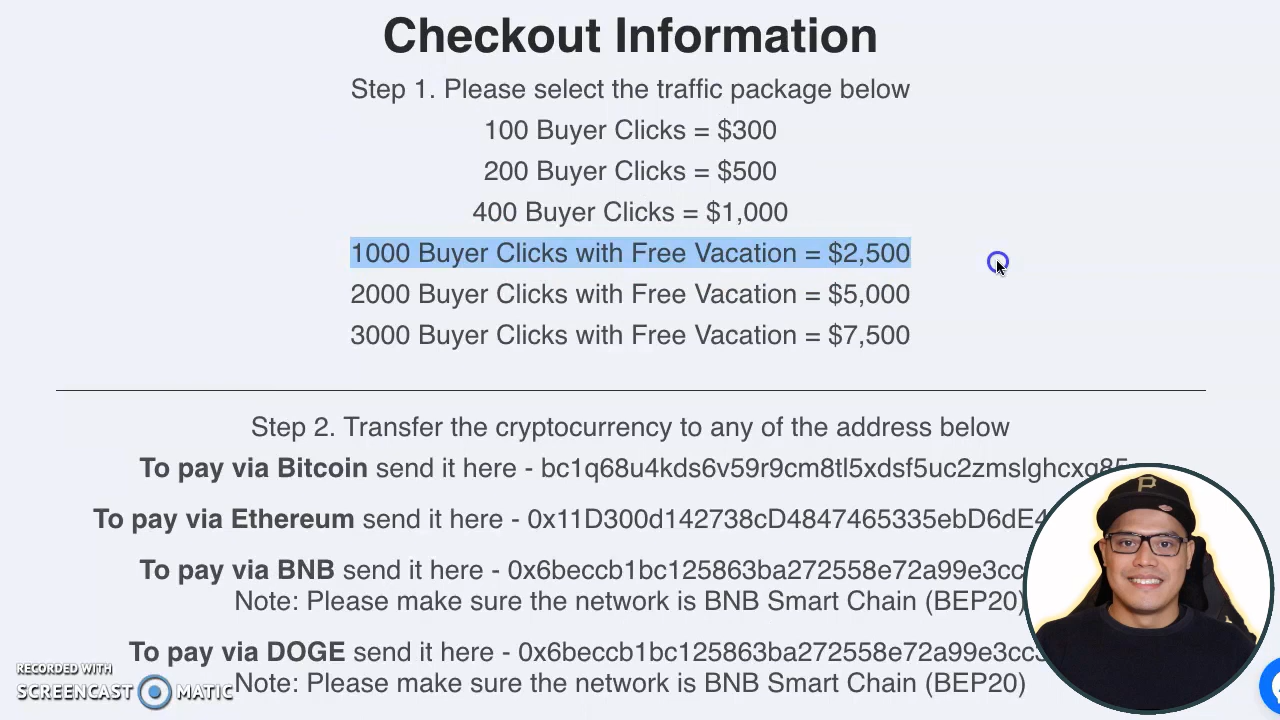 Checkout Information
Step 1. Please select the traffic package below
100 Buyer Clicks = $300
200 Buyer Clicks = $500
400 Buyer Clicks = $1,000
1000 Buyer Clicks with Free Vacation = $2,500
2000 Buyer Clicks with Free Vacation = $5,000
3000 Buyer Clicks with Free Vacation = $7,500
Step 2. Transfer the cryptocurrency to any of the address below
To pay via Bitcoin send it here - bc1q68u4kds6v59r9cm8tl5xdsf5uc2zmslghcxq85
To pay via Ethereum send it here - 0x11D300d142738cD4847465335ebD6dE4
To pay via BNB send it here - 0x6beccb1bc125863ba272558e72a99e3cc
Note: Please make sure the network is BNB Smart Chain (BEP20)
To pay via DOGE send it here - 0x6beccb1bc125863ba272558e72a99e3cc
Note: Please make sure the network is BNB Smart Chain (BEP20)
RECORDED WITH
SCREENCAST MATIC
P